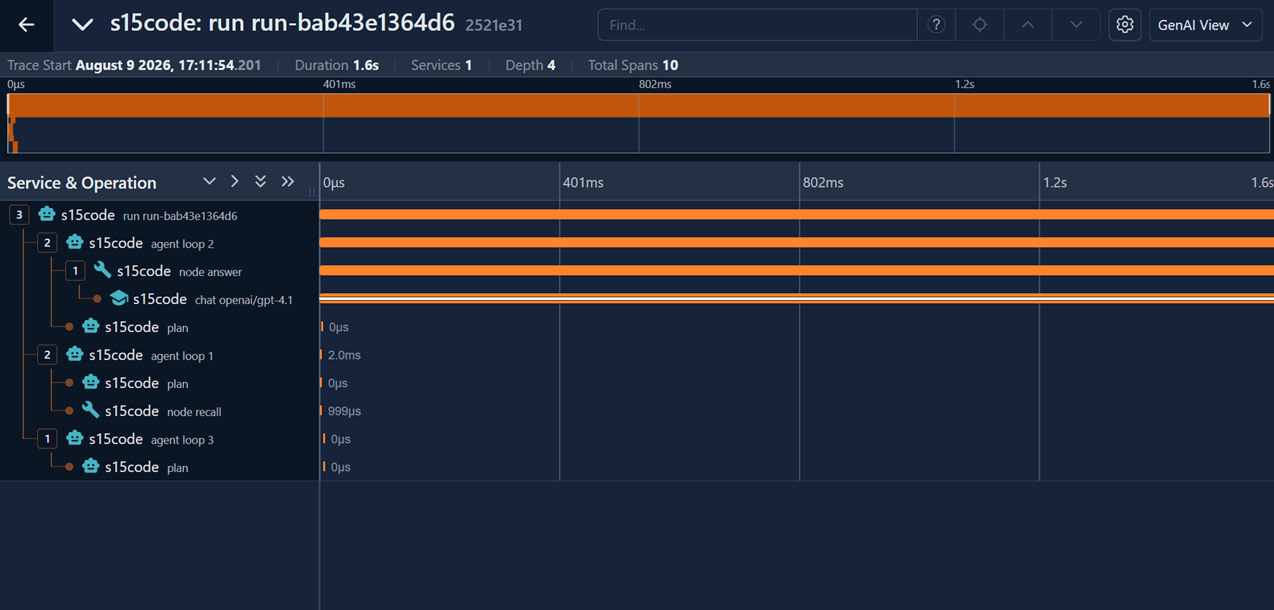 s15code: run run-bab43e1364d6 2521e31
Find...
?
GenAI View
Trace Start August 9 2026, 17:11:54.201 Duration 1.6s Services 1 Depth 4 Total Spans 10
0μs 401ms 802ms 1.2s 1.6s
Service & Operation 0μs 401ms 802ms 1.2s 1.6s
3 s15code run run-bab43e1364d6
2 s15code agent loop 2
1 s15code node answer
s15code chat openai/gpt-4.1
s15code plan 0μs
2 s15code agent loop 1 2.0ms
s15code plan 0μs
s15code node recall 999μs
1 s15code agent loop 3 0μs
s15code plan 0μs